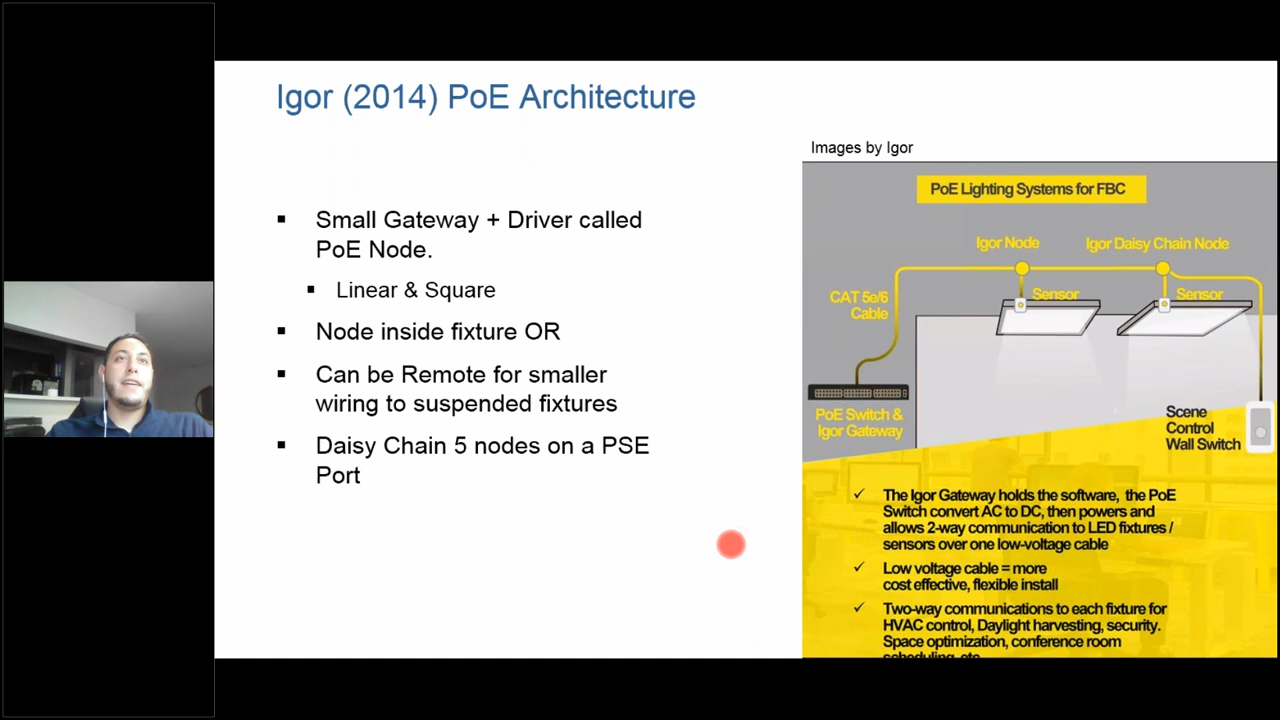 Igor (2014) PoE Architecture
Small Gateway + Driver called
PoE Node.
Linear & Square
Node inside fixture OR
Can be Remote for smaller
wiring to suspended fixtures
Daisy Chain 5 nodes on a PSE
Port
Images by Igor
PoE Lighting Systems for FBC
Igor Node
Igor Daisy Chain Node
CAT 5e/6
Cable
Sensor
Sensor
PoE Switch &
Igor Gateway
Scene
Control
Wall Switch
The Igor Gateway holds the software, the PoE
Switch convert AC to DC, then powers and
allows 2-way communication to LED fixtures /
sensors over one low-voltage cable
Low voltage cable = more
cost effective, flexible install
Two-way communications to each fixture for
HVAC control, Daylight harvesting, security.
Space optimization, conference room
scheduling, etc